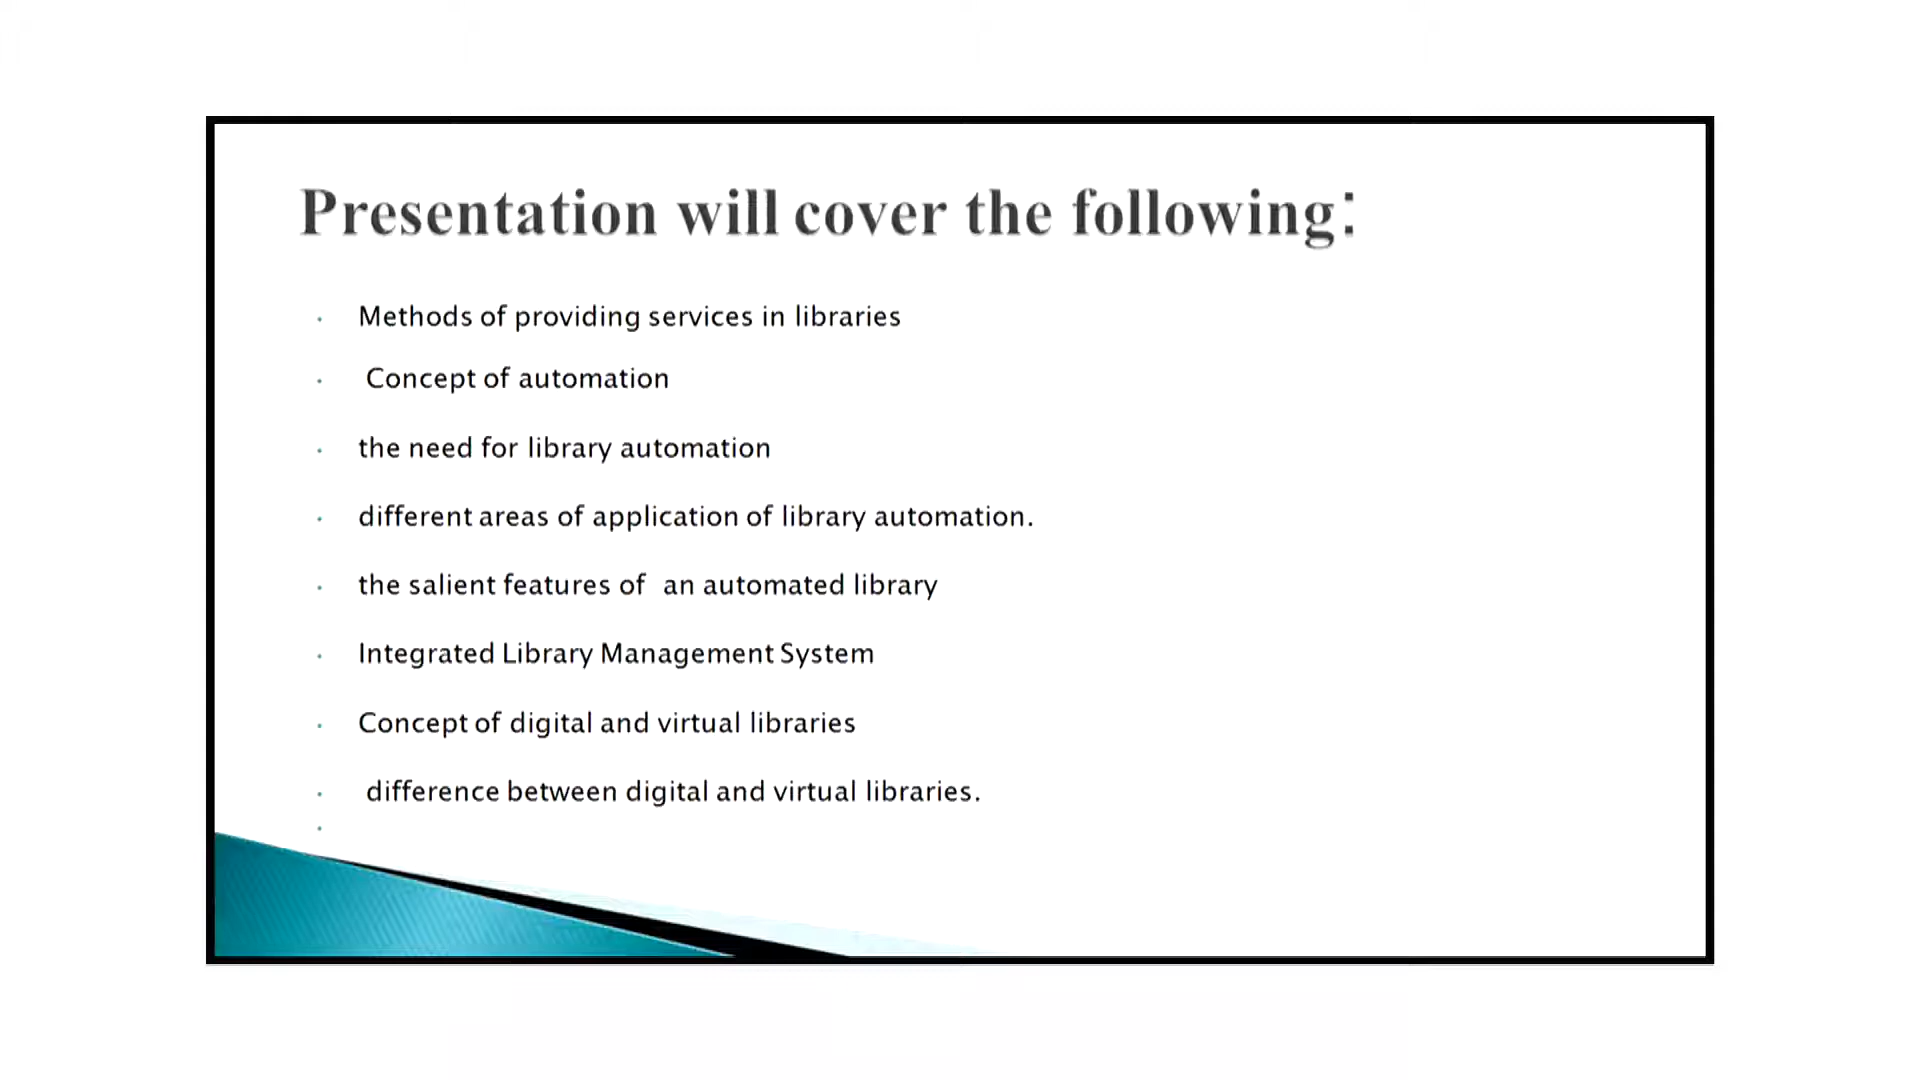 Presentation will cover the following:
· Methods of providing services in libraries
· Concept of automation
· the need for library automation
· different areas of application of library automation.
· the salient features of  an automated library
· Integrated Library Management System
· Concept of digital and virtual libraries
· difference between digital and virtual libraries.
·